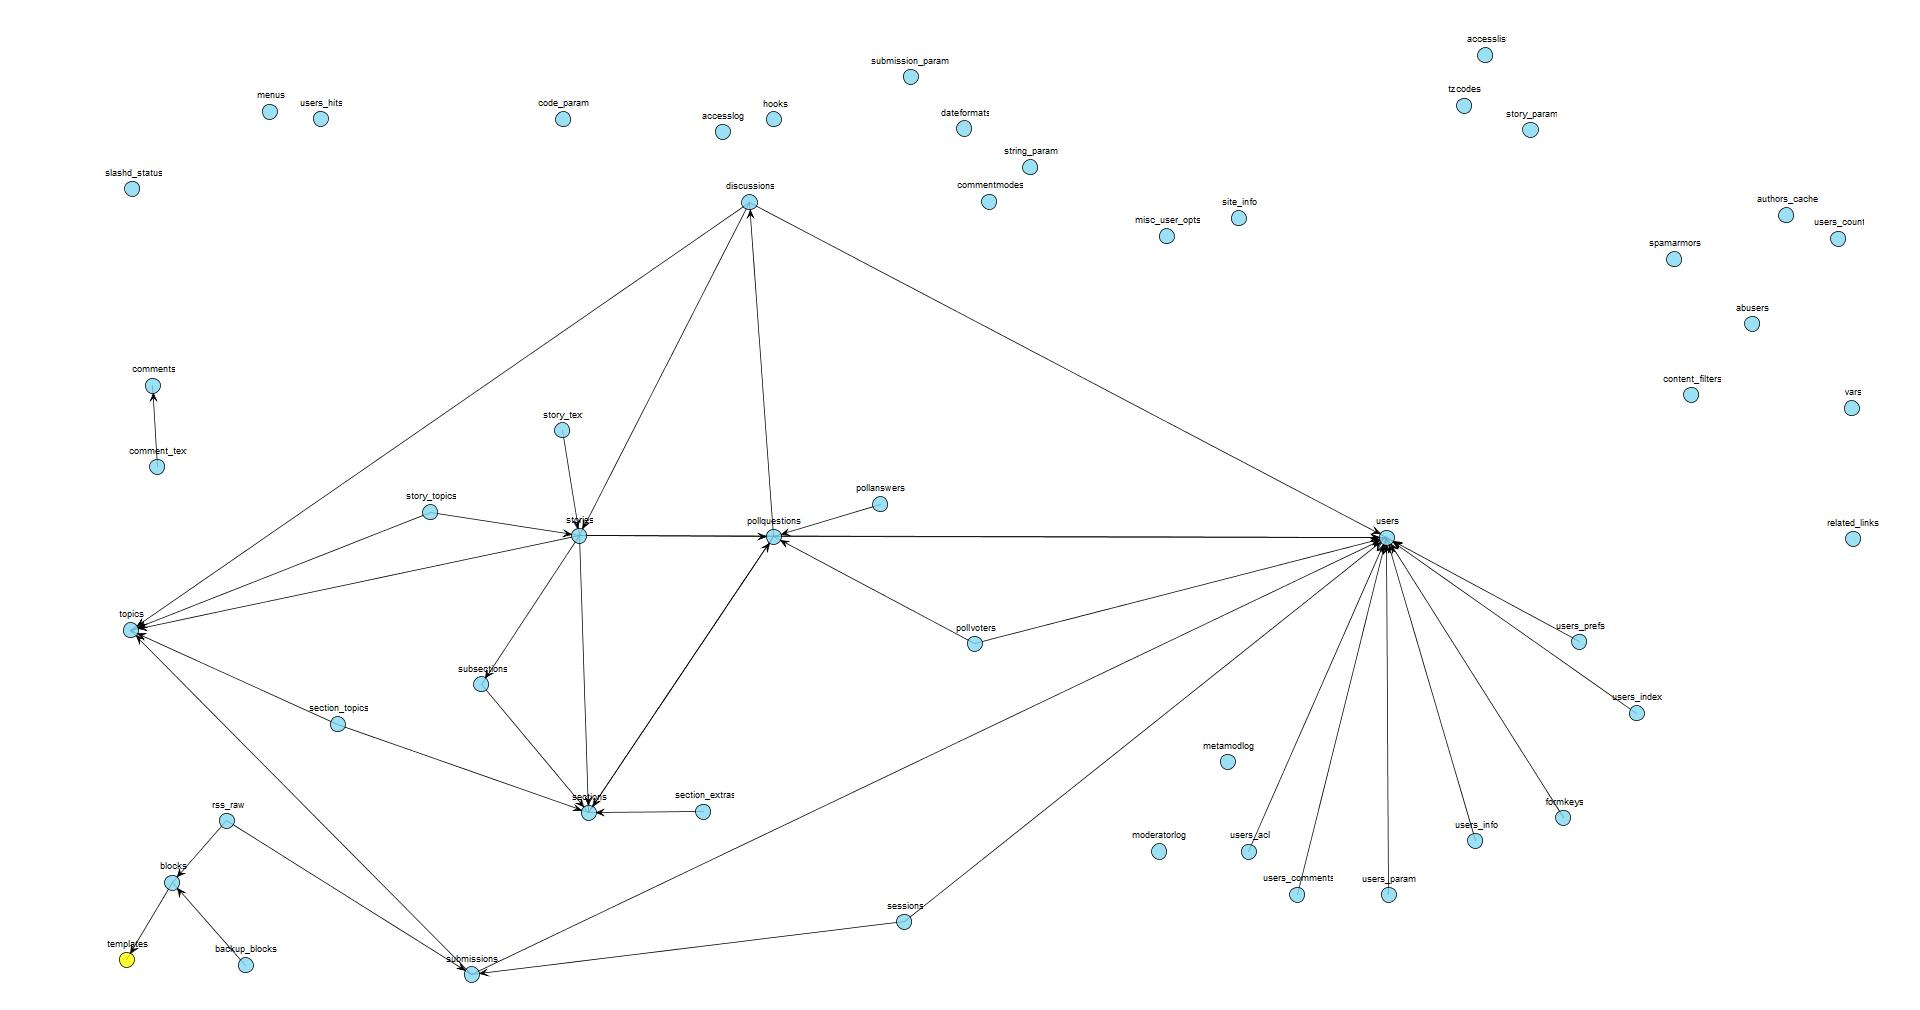 accesslis
submission_param
tzcodes
menus
users_hits
code_param
hooks
accesslog
dateformats
story_param
string_param
slashd_status
discussions
commentmodes
authors_cache
site_info
misc_user_opts
users_count
spamarmors
abusers
comments
content_filters
vars
story_tex
comment_tex
pollanswers
story_topics
stories
pollquestions
users
related_links
topics
pollvoters
users_prefs
subsections
users_index
section_topics
metamodlog
sections
section_extras
rss_raw
formkeys
users_info
moderatorlog
users_acl
blocks
users_comments
users_param
sessions
templates
backup_blocks
submissions